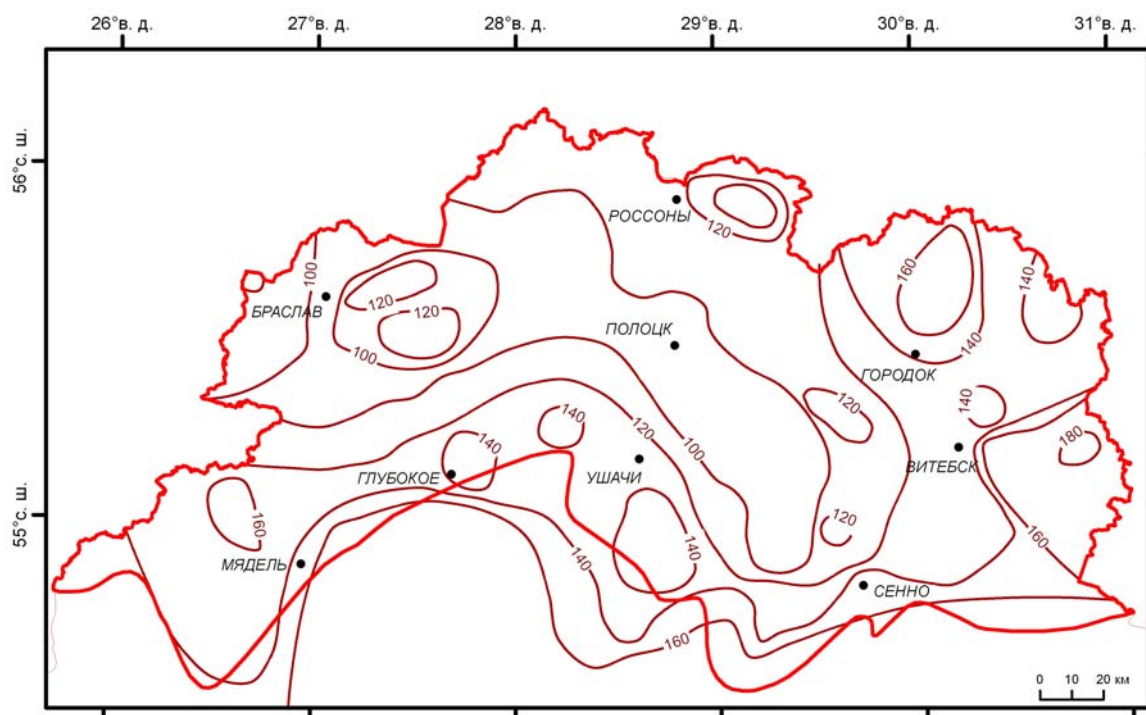 26°в. д. 27°в. д. 28°в. д. 29°в. д. 30°в. д. 31°в. д.
56°с. ш.
РОССОНЫ
120
160
140
100
БРАСЛАВ
120
120
ПОЛОЦК
100
140
ГОРОДОК
120
140
140
120
180
140
100
ВИТЕБСК
ГЛУБОКОЕ
УШАЧИ
55°с. ш.
160
120
140
160
МЯДЕЛЬ
140
СЕННО
160
0 10 20 км